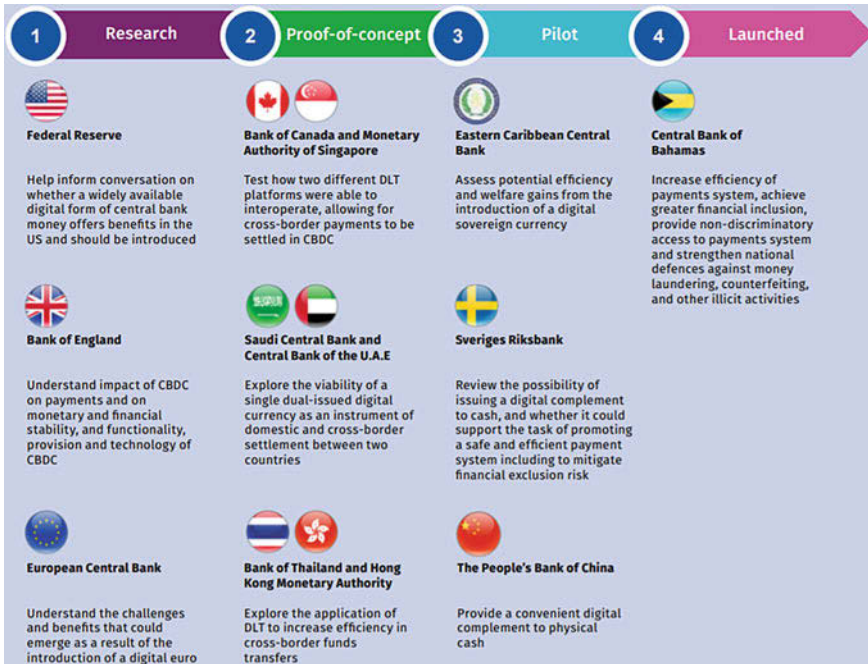 1 Research
2 Proof-of-concept
3 Pilot
4 Launched
Federal Reserve
Help inform conversation on
whether a widely available
digital form of central bank
money offers benefits in the
US and should be introduced
Bank of England
Understand impact of CBDC
on payments and on
monetary and financial
stability, and functionality,
provision and technology of
CBDC
European Central Bank
Understand the challenges
and benefits that could
emerge as a result of the
introduction of a digital euro
Bank of Canada and Monetary
Authority of Singapore
Test how two different DLT
platforms were able to
interoperate, allowing for
cross-border payments to be
settled in CBDC
Saudi Central Bank and
Central Bank of the U.A.E
Explore the viability of a
single dual-issued digital
currency as an instrument of
domestic and cross-border
settlement between two
countries
Bank of Thailand and Hong
Kong Monetary Authority
Explore the application of
DLT to increase efficiency in
cross-border funds
transfers
Eastern Caribbean Central
Bank
Assess potential efficiency
and welfare gains from the
introduction of a digital
sovereign currency
Sveriges Riksbank
Review the possibility of
issuing a digital complement
to cash, and whether it could
support the task of promoting
a safe and efficient payment
system including to mitigate
financial exclusion risk
The People's Bank of China
Provide a convenient digital
complement to physical
cash
Central Bank of
Bahamas
Increase efficiency of
payments system, achieve
greater financial inclusion,
provide non-discriminatory
access to payments system
and strengthen national
defences against money
laundering, counterfeiting,
and other illicit activities